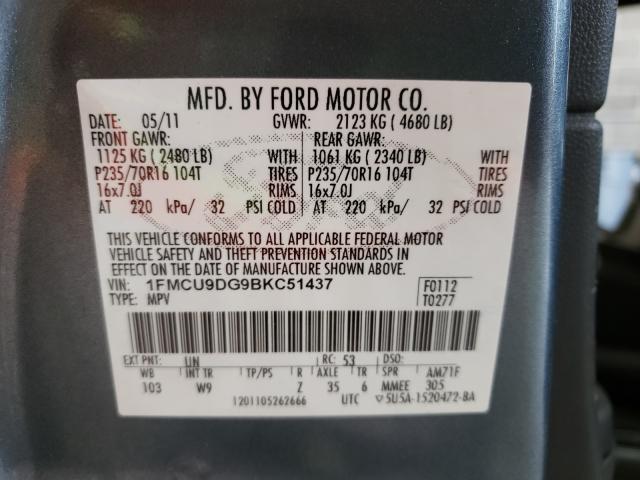 MFD. BY FORD MOTOR CO.
DATE: 05/11 GVWR: 2123 KG ( 4680 LB)
FRONT GAWR: REAR GAWR:
1125 KG ( 2480 LB) WITH 1061 KG ( 2340 LB) WITH
P235/70R16 104T TIRES P235/70R16 104T TIRES
16x7.0J RIMS 16x7.0J RIMS
AT 220 kPa/ 32 PSI COLD AT 220 kPa/ 32 PSI COLD
THIS VEHICLE CONFORMS TO ALL APPLICABLE FEDERAL MOTOR
VEHICLE SAFETY AND THEFT PREVENTION STANDARDS IN
EFFECT ON THE DATE OF MANUFACTURE SHOWN ABOVE.
VIN: 1FMCU9DG9BKC51437 F0112
TYPE: MPV T0277
EXT PNT: UN RC: 53 DSO:
WB INT TR TP/PS R AXLE TR SPR AM71F
103 W9 Z 35 6 MMEE 305
1201105262666 UTC ▽5U5A-1520472-BA